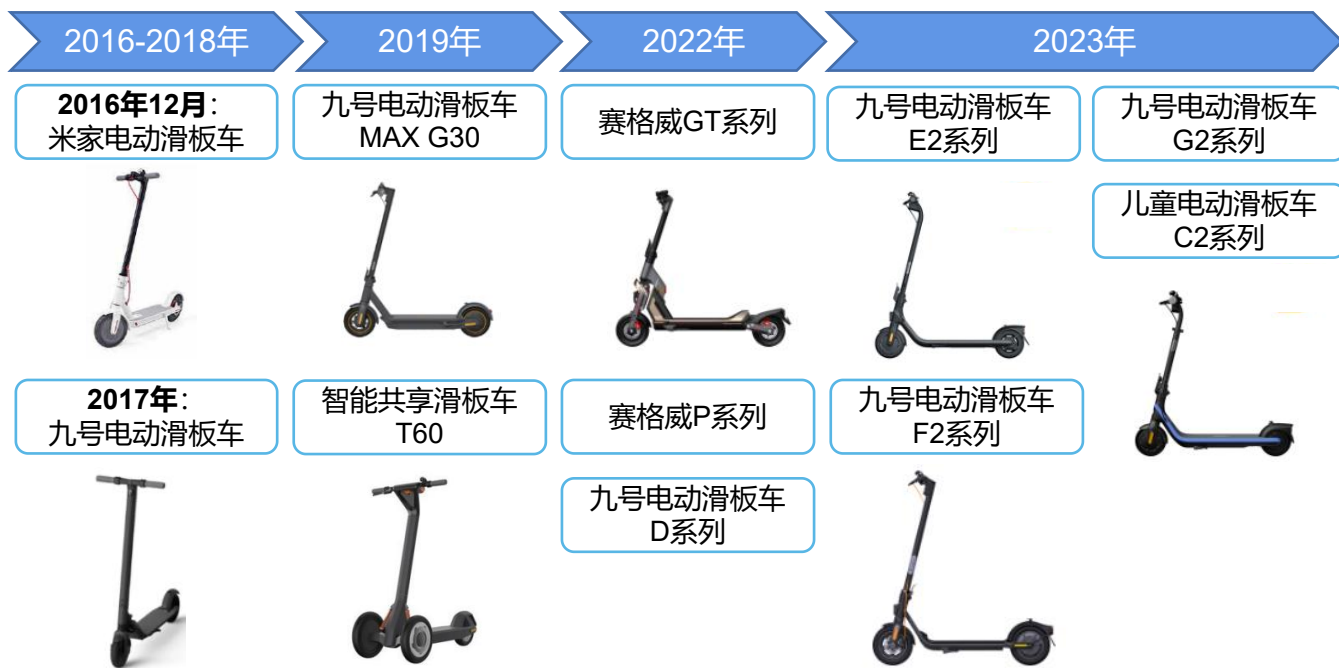 2016-2018年
2019年
2022年
2023年
2016年12月：
米家电动滑板车
九号电动滑板车
MAX G30
赛格威GT系列
九号电动滑板车
E2系列
九号电动滑板车
G2系列
儿童电动滑板车
C2系列
2017年：
九号电动滑板车
智能共享滑板车
T60
赛格威P系列
九号电动滑板车
F2系列
九号电动滑板车
D系列